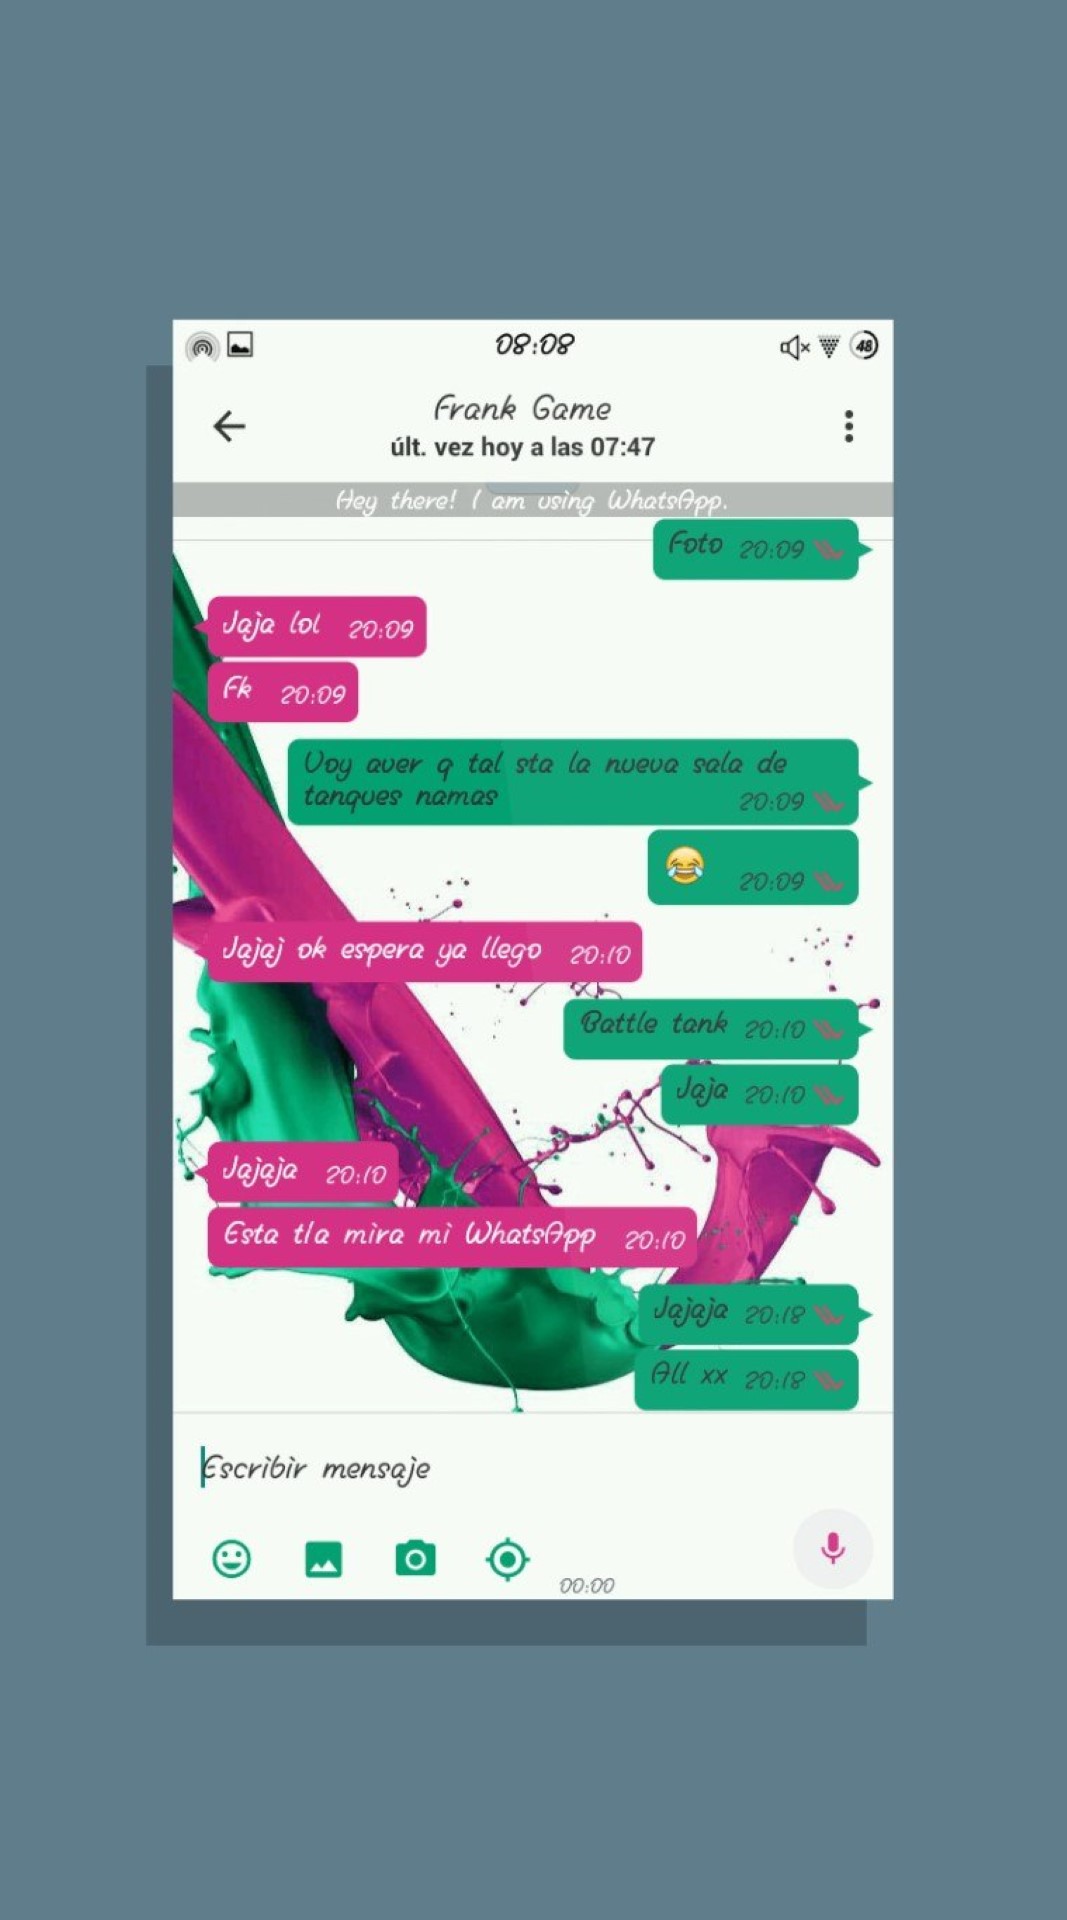 08:08
48
Frank Game
últ. vez hoy a las 07:47
Hey there! I am using WhatsApp.
Foto 20:09
Jaja lol 20:09
Fk 20:09
Voy aver q tal sta la nueva sala de
tanques namas 20:09
😂 20:09
Jajaj ok espera ya llego 20:10
Battle tank 20:10
Jaja 20:10
Jajaja 20:10
Esta tla mira mi WhatsApp 20:10
Jajaja 20:18
All xx 20:18
Escribir mensaje
00:00